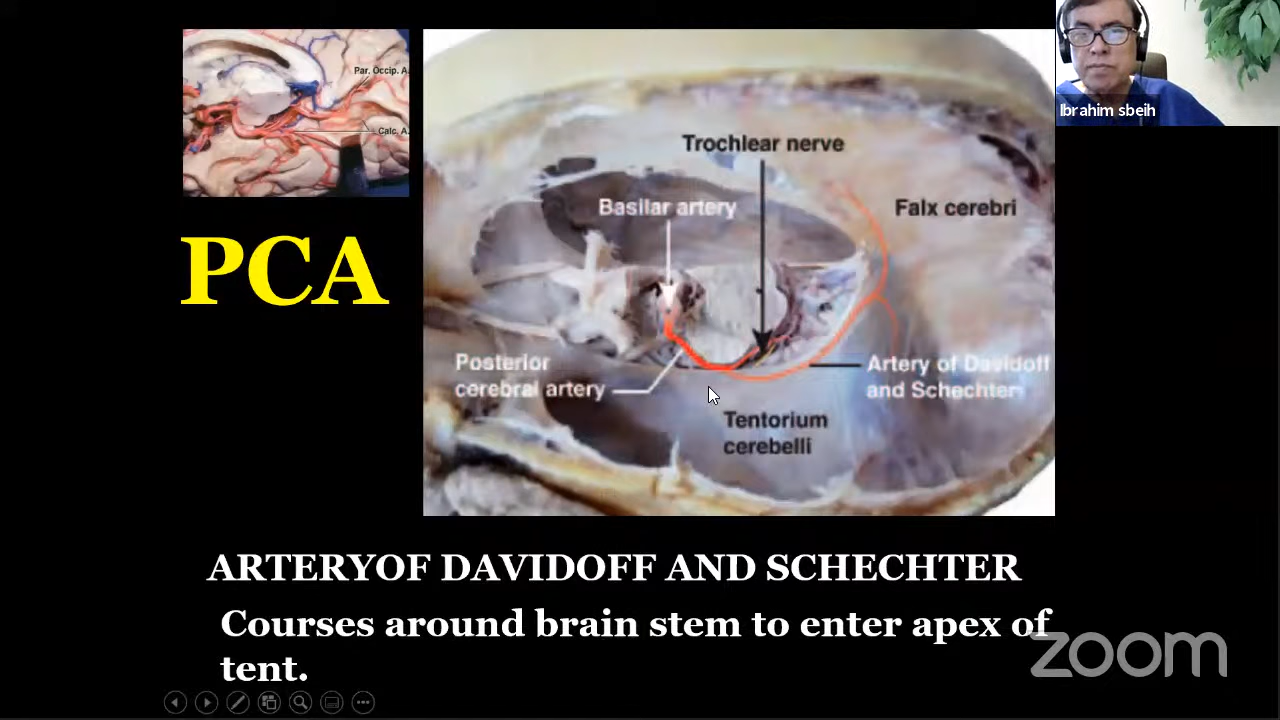 Par. Occip. A.
Calc. A.
Ibrahim sbeih
PCA
Trochlear nerve
Basilar artery
Falx cerebri
Posterior
cerebral artery
Artery of Davidoff
and Schechter
Tentorium
cerebelli
ARTERYOF DAVIDOFF AND SCHECHTER
Courses around brain stem to enter apex of
tent.
zoom